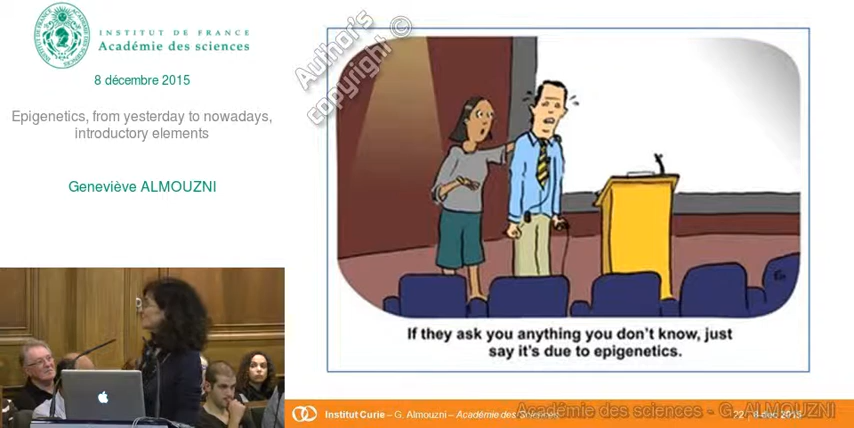 INSTITUT DE FRANCE
Académie des sciences
8 décembre 2015
Epigenetics, from yesterday to nowadays,
introductory elements
Geneviève ALMOUZNI
Author's
copyright ©
If they ask you anything you don't know, just
say it's due to epigenetics.
Institut Curie – G. Almouzni – Académie des Sciences
Académie des sciences - G. ALMOUZNI